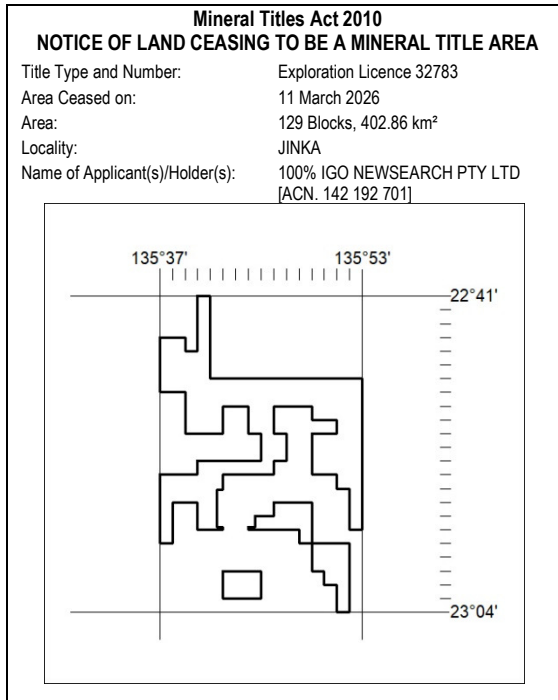 Mineral Titles Act 2010
NOTICE OF LAND CEASING TO BE A MINERAL TITLE AREA
Title Type and Number: Exploration Licence 32783
Area Ceased on: 11 March 2026
Area: 129 Blocks, 402.86 km²
Locality: JINKA
Name of Applicant(s)/Holder(s): 100% IGO NEWSEARCH PTY LTD
[ACN. 142 192 701]
135°37' 135°53'
22°41'
23°04'